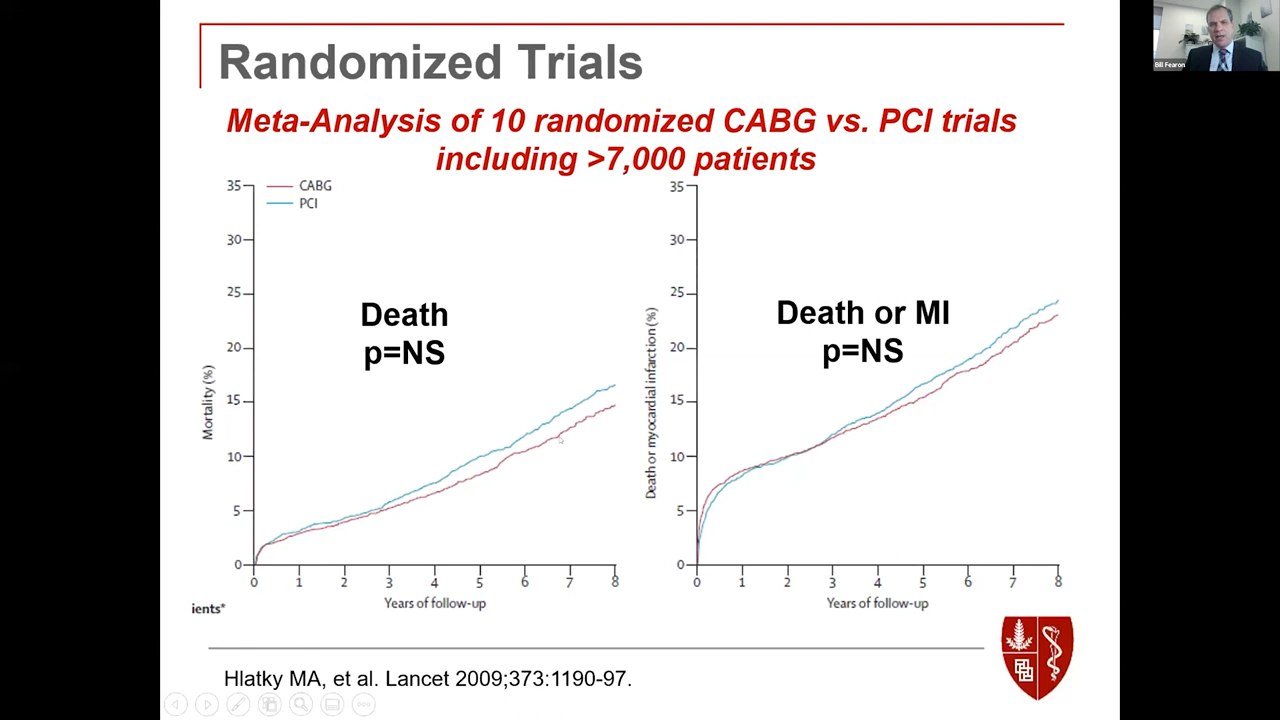 Randomized Trials
Meta-Analysis of 10 randomized CABG vs. PCI trials
including >7,000 patients
CABG
PCI
35
30
25
20
15
10
5
0
Mortality (%)
Death
p=NS
0 1 2 3 4 5 6 7 8
Years of follow-up
ients*
35
30
25
20
15
10
5
0
Death or myocardial infarction (%)
Death or MI
p=NS
0 1 2 3 4 5 6 7 8
Years of follow-up
Hlatky MA, et al. Lancet 2009;373:1190-97.
Bill Fearon